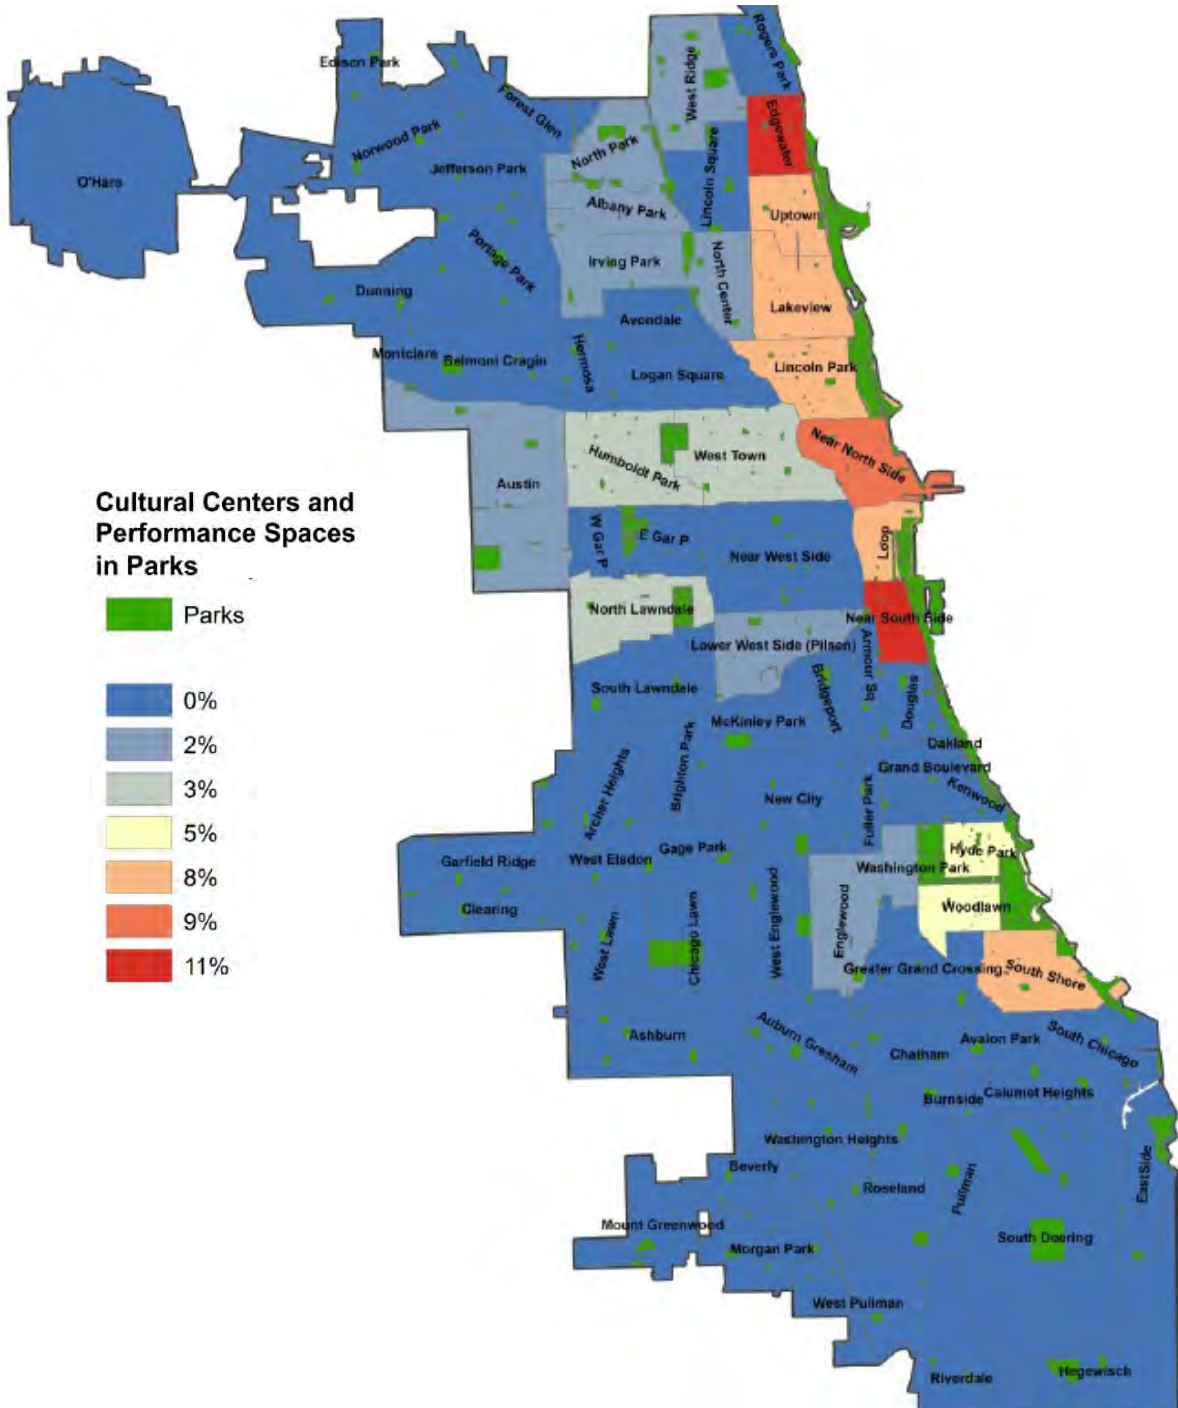 Rogers Park
Edison Park
West Ridge
Forest Glen
Edgewater
Norwood Park
North Park
Jefferson Park
Lincoln Square
O'Hare
Albany Park
Uptown
Portage Park
Irving Park
North Center
Dunning
Lakeview
Avondale
Montclare
Belmont Cragin
Hermosa
Logan Square
Lincoln Park
Near North Side
West Town
Humboldt Park
Austin
Cultural Centers and
Performance Spaces
in Parks
W Gar P
E Gar P
Near West Side
Loop
Parks
North Lawndale
Near South Side
Lower West Side (Pilsen)
Armour Sq
South Lawndale
Bridgeport
Douglas
0%
McKinley Park
2%
Oakland
Brighton Park
Grand Boulevard
Archer Heights
Kenwood
3%
New City
Fuller Park
5%
Gage Park
Hyde Park
Garfield Ridge
West Elsdon
Washington Park
8%
Clearing
Woodlawn
9%
West Lawn
Chicago Lawn
West Englewood
Englewood
11%
Greater Grand Crossing
South Shore
Ashburn
Auburn Gresham
Avalon Park
South Chicago
Chatham
Burnside
Calumet Heights
Washington Heights
Beverly
EastSide
Roseland
Pullman
Mount Greenwood
South Deering
Morgan Park
West Pullman
Riverdale
Hegewisch